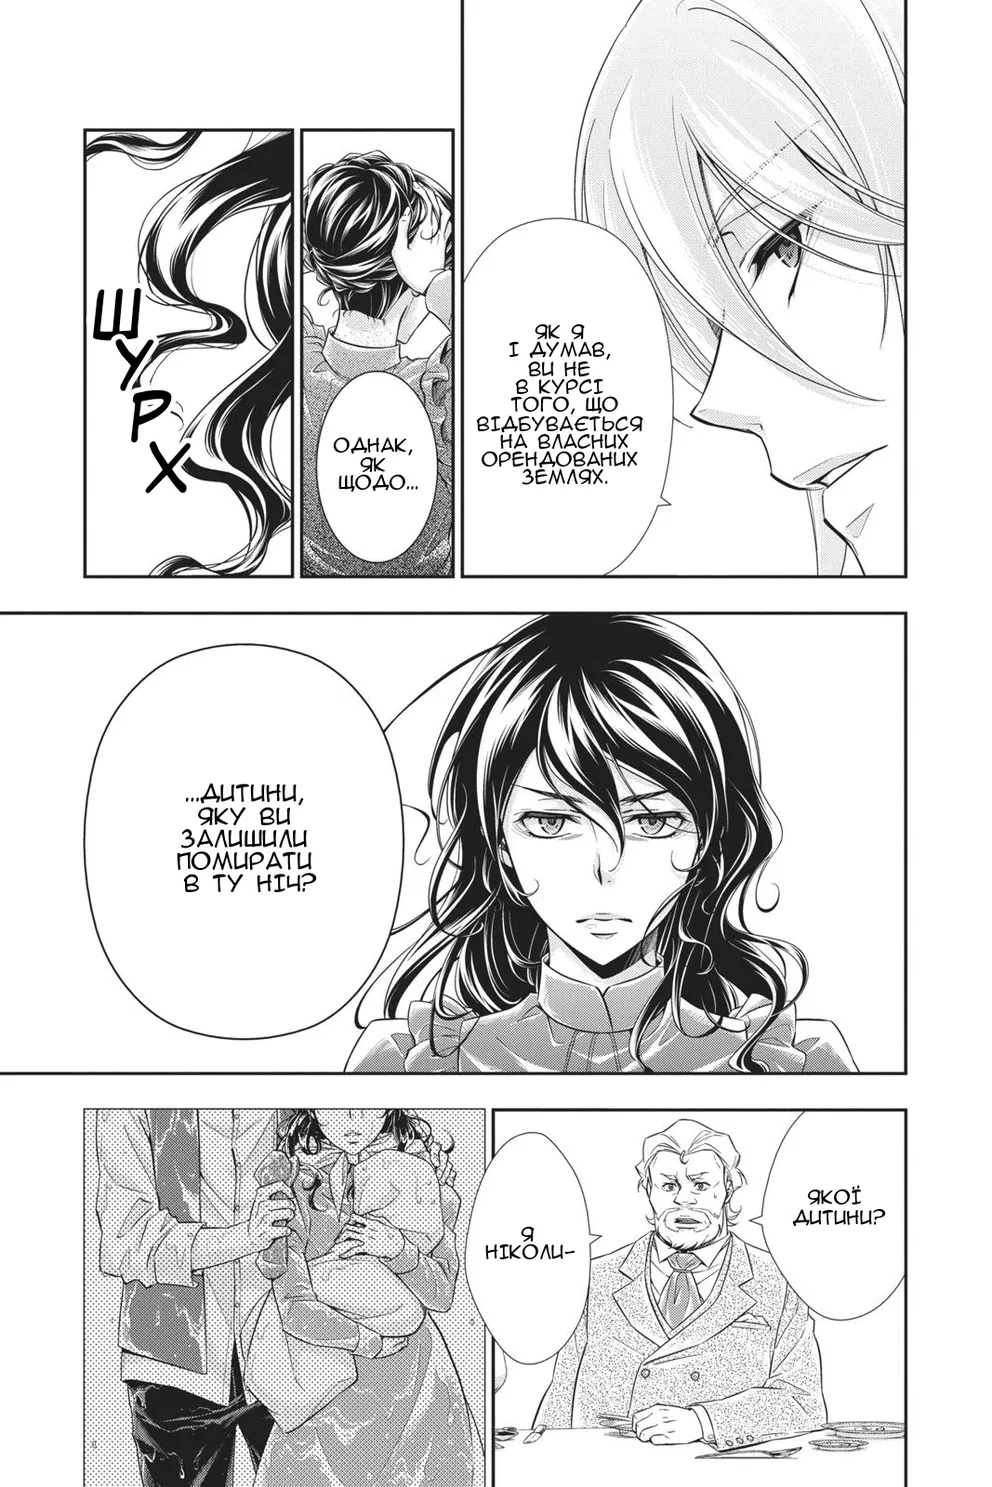 ЯК Я
І ДУМАВ,
ВИ НЕ
В КУРСІ
ТОГО, ЩО
ВІДБУВАЄТЬСЯ
НА ВЛАСНИХ
ОРЕНДОВАНИХ
ЗЕМЛЯХ.
ОДНАК,
ЯК
ЩОДО...
ШУРХ
...ДИТИНИ,
ЯКУ ВИ
ЗАЛИШИЛИ
ПОМИРАТИ
В ТУ НІЧ?
ЯКОЇ
ДИТИНИ?
Я
НІКОЛИ-